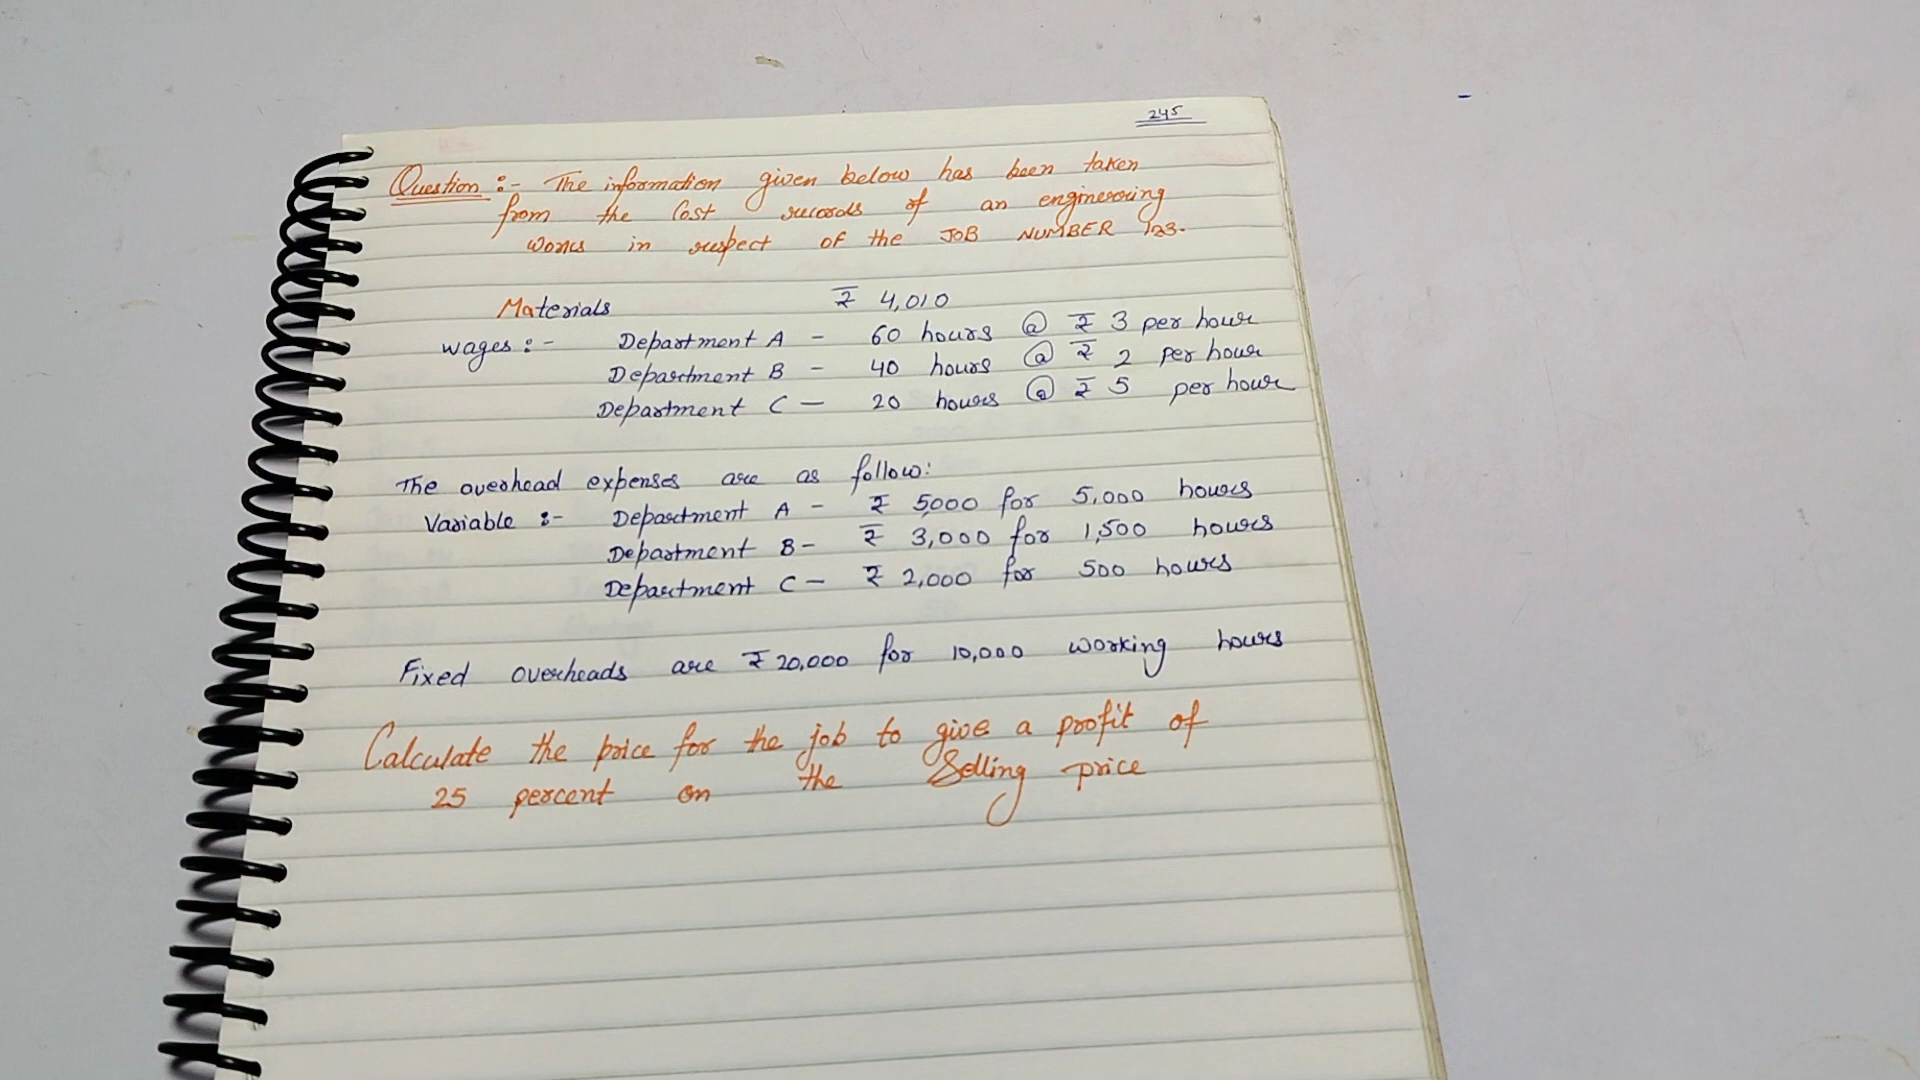 245
Question :- The information given below has been taken
from the Cost records of an engineering
works in respect OF the JOB NUMBER 123.
Materials ₹ 4,010
Wages :- Department A - 60 hours @ ₹ 3 per hour
Department B - 40 hours @ ₹ 2 per hour
Department C - 20 hours @ ₹ 5 per hour
The overhead expenses are as follow:
Variable :- Department A - ₹ 5,000 for 5,000 hours
Department B - ₹ 3,000 for 1,500 hours
Department C - ₹ 2,000 for 500 hours
Fixed overheads are ₹ 20,000 for 10,000 working hours
Calculate the price for the job to give a profit of
25 percent on the Selling price